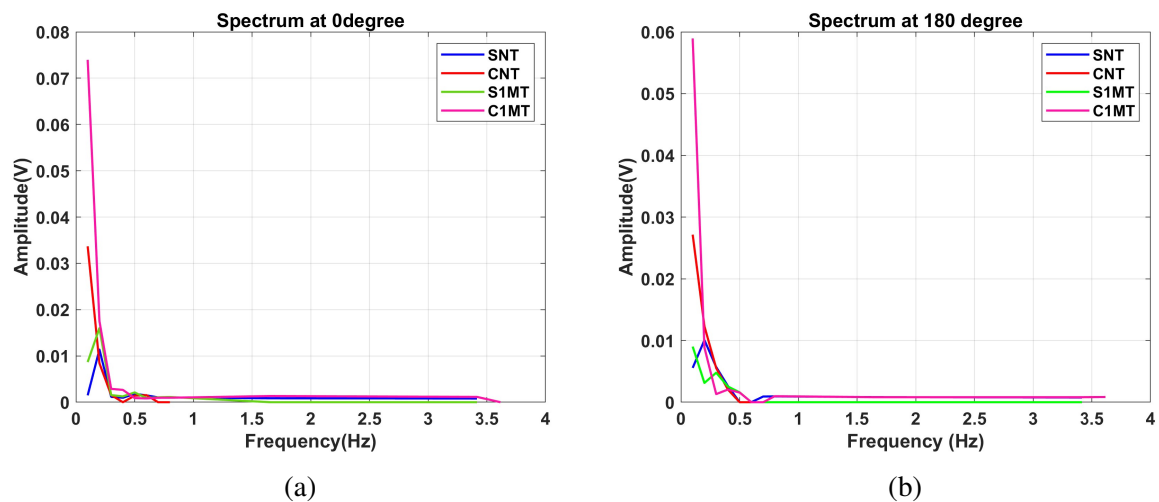 Spectrum at 0degree
0.08
0.07
0.06
0.05
0.04
0.03
0.02
0.01
0
Amplitude(V)
SNT
CNT
S1MT
C1MT
0 0.5 1 1.5 2 2.5 3 3.5 4
Frequency(Hz)
(a)
Spectrum at 180 degree
0.06
0.05
0.04
0.03
0.02
0.01
0
Amplitude(V)
SNT
CNT
S1MT
C1MT
0 0.5 1 1.5 2 2.5 3 3.5 4
Frequency (Hz)
(b)